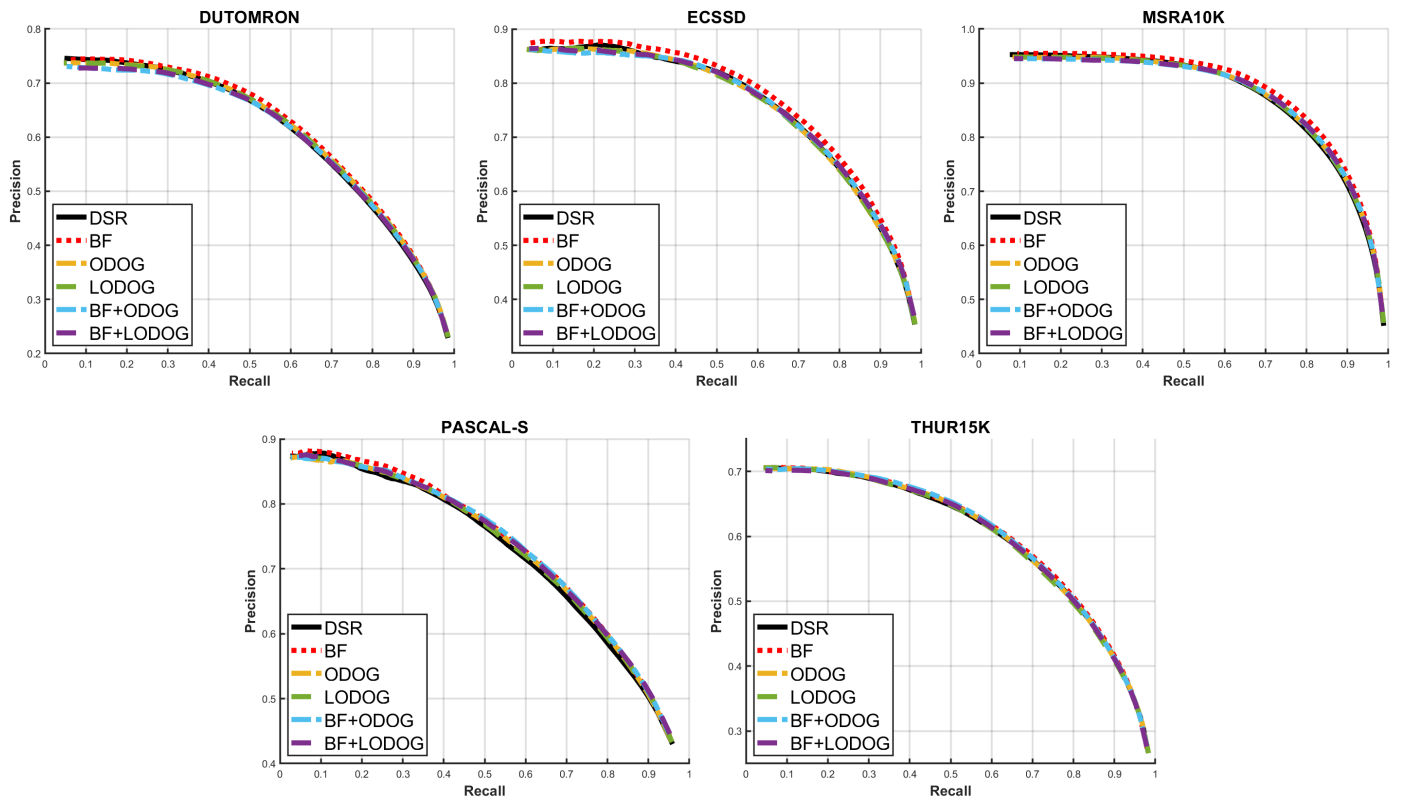 DUTOMRON
0.8
0.7
0.6
0.5
0.4
0.3
0.2
Precision
DSR
BF
ODOG
LODOG
BF+ODOG
BF+LODOG
0 0.1 0.2 0.3 0.4 0.5 0.6 0.7 0.8 0.9 1
Recall
ECSSD
0.9
0.8
0.7
0.6
0.5
0.4
Precision
DSR
BF
ODOG
LODOG
BF+ODOG
BF+LODOG
0 0.1 0.2 0.3 0.4 0.5 0.6 0.7 0.8 0.9 1
Recall
MSRA10K
1.0
0.9
0.8
0.7
0.6
0.5
0.4
Precision
DSR
BF
ODOG
LODOG
BF+ODOG
BF+LODOG
0 0.1 0.2 0.3 0.4 0.5 0.6 0.7 0.8 0.9 1
Recall
PASCAL-S
0.9
0.8
0.7
0.6
0.5
0.4
Precision
DSR
BF
ODOG
LODOG
BF+ODOG
BF+LODOG
0 0.1 0.2 0.3 0.4 0.5 0.6 0.7 0.8 0.9 1
Recall
THUR15K
0.7
0.6
0.5
0.4
0.3
Precision
DSR
BF
ODOG
LODOG
BF+ODOG
BF+LODOG
0 0.1 0.2 0.3 0.4 0.5 0.6 0.7 0.8 0.9 1
Recall